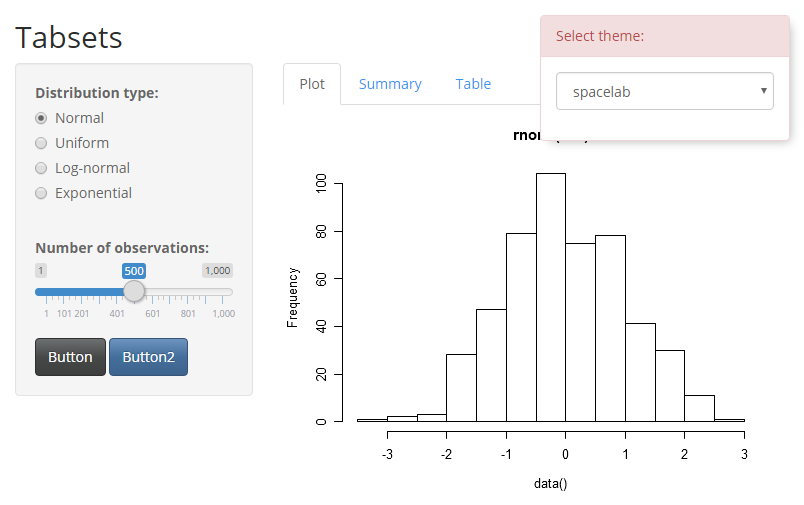 Tabsets
Distribution type:
Normal
Uniform
Log-normal
Exponential
Number of observations:
1 500 1,000
1 101 201 401 601 801 1,000
Button Button2
Plot Summary Table
Select theme:
spacelab
Frequency
0 20 40 60 80 100
-3 -2 -1 0 1 2 3
data()